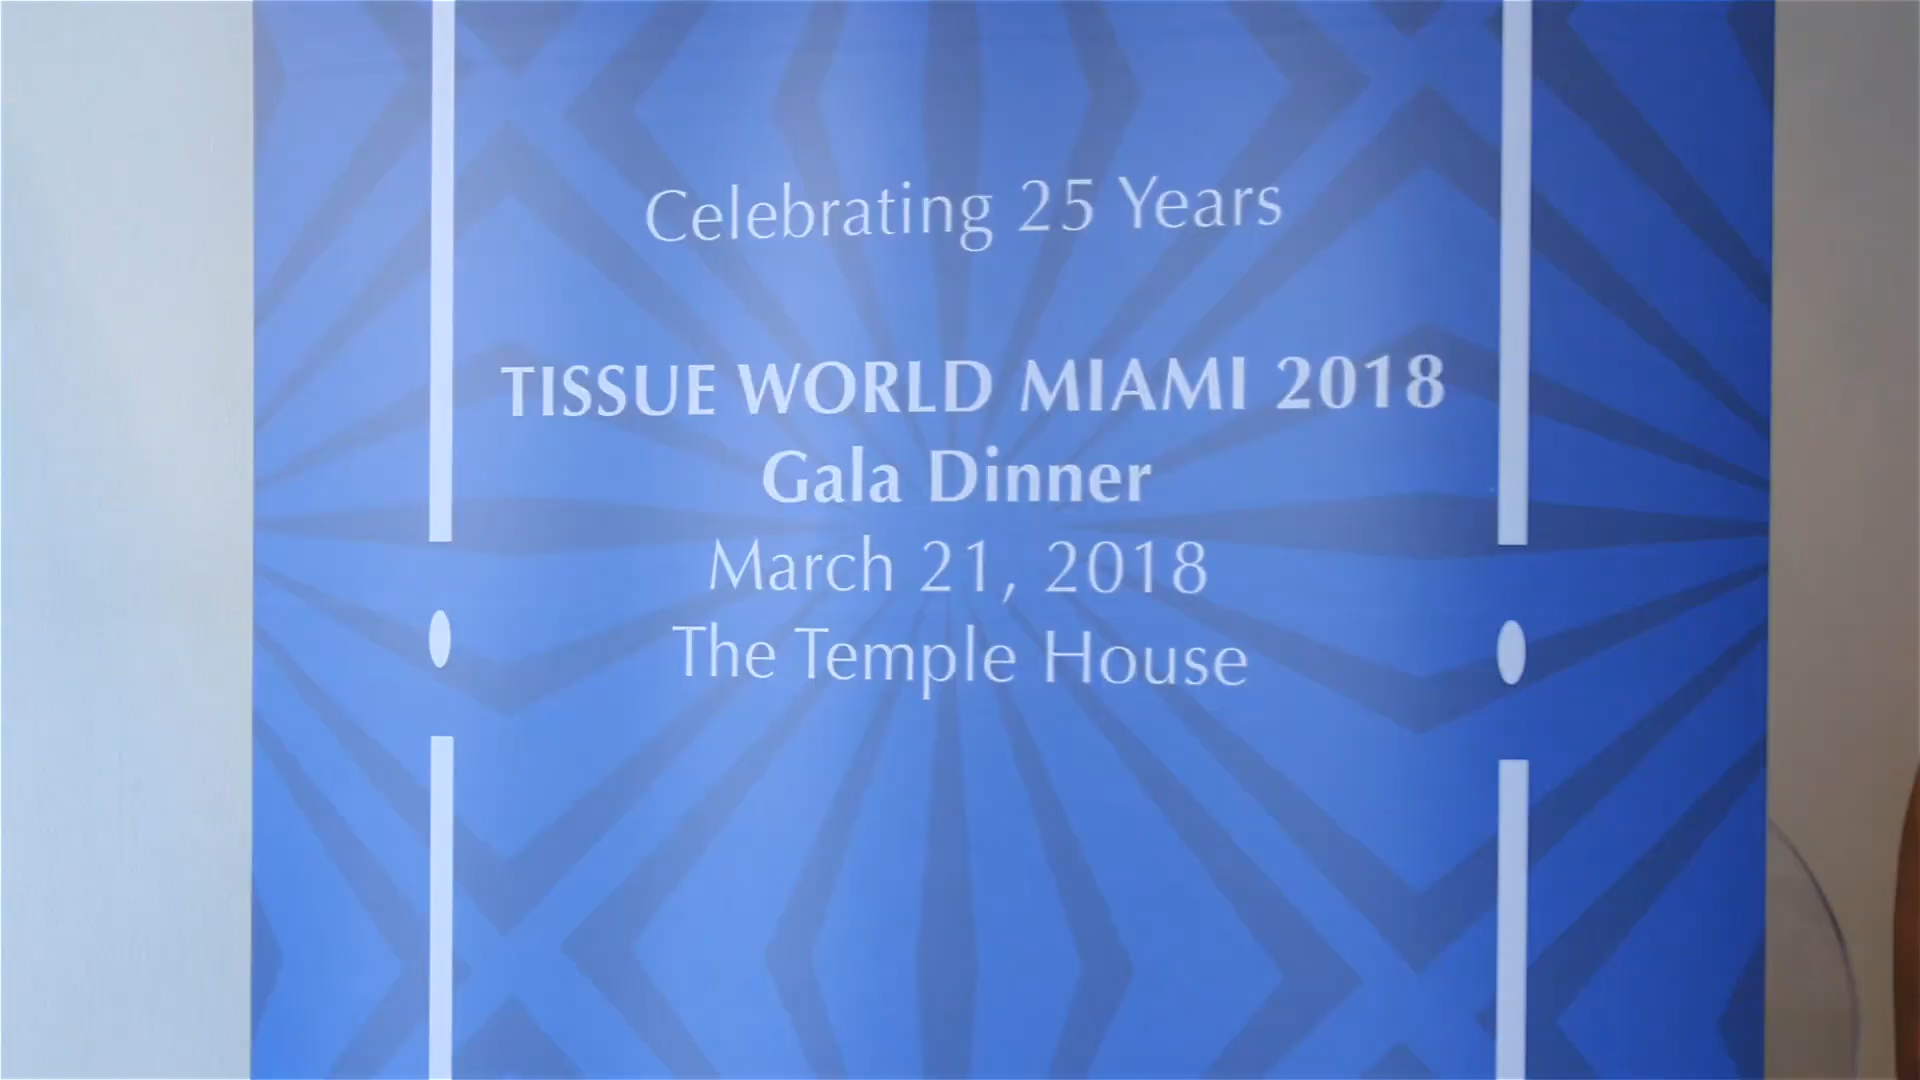 Celebrating 25 Years
TISSUE WORLD MIAMI 2018
Gala Dinner
March 21, 2018
The Temple House